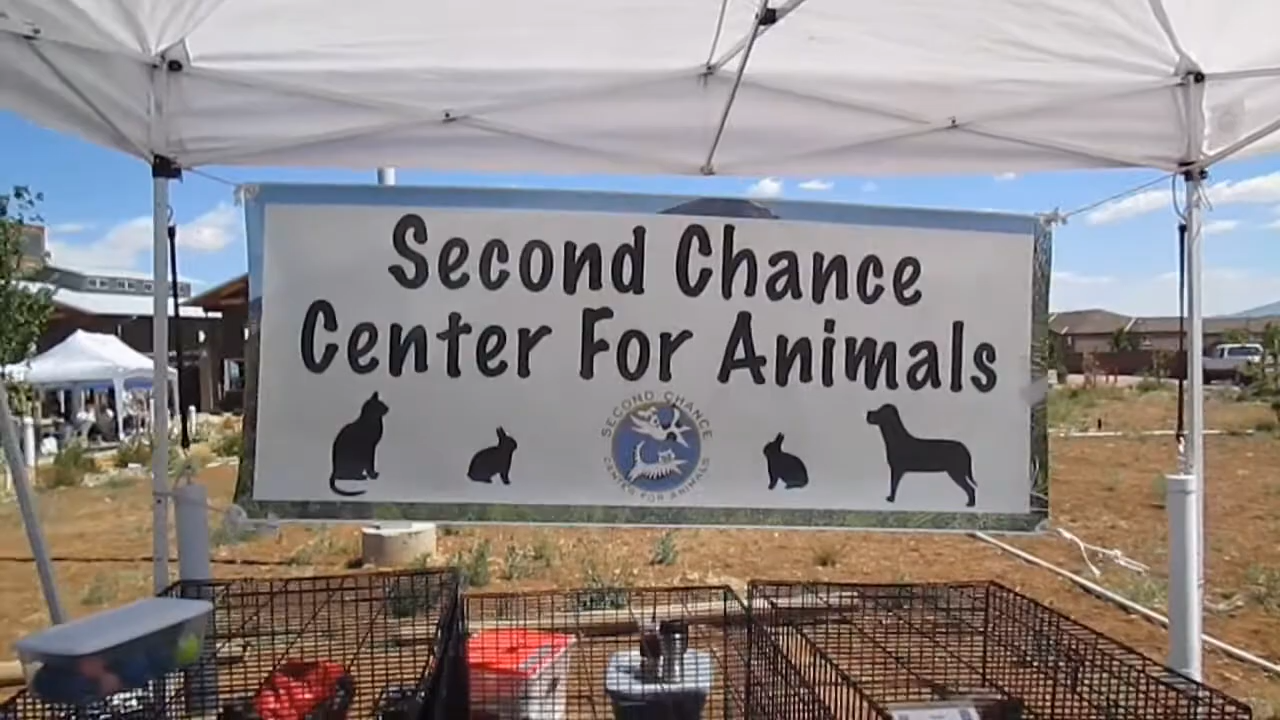 Second Chance
Center For Animals
SECOND CHANCE
CENTER FOR ANIMALS